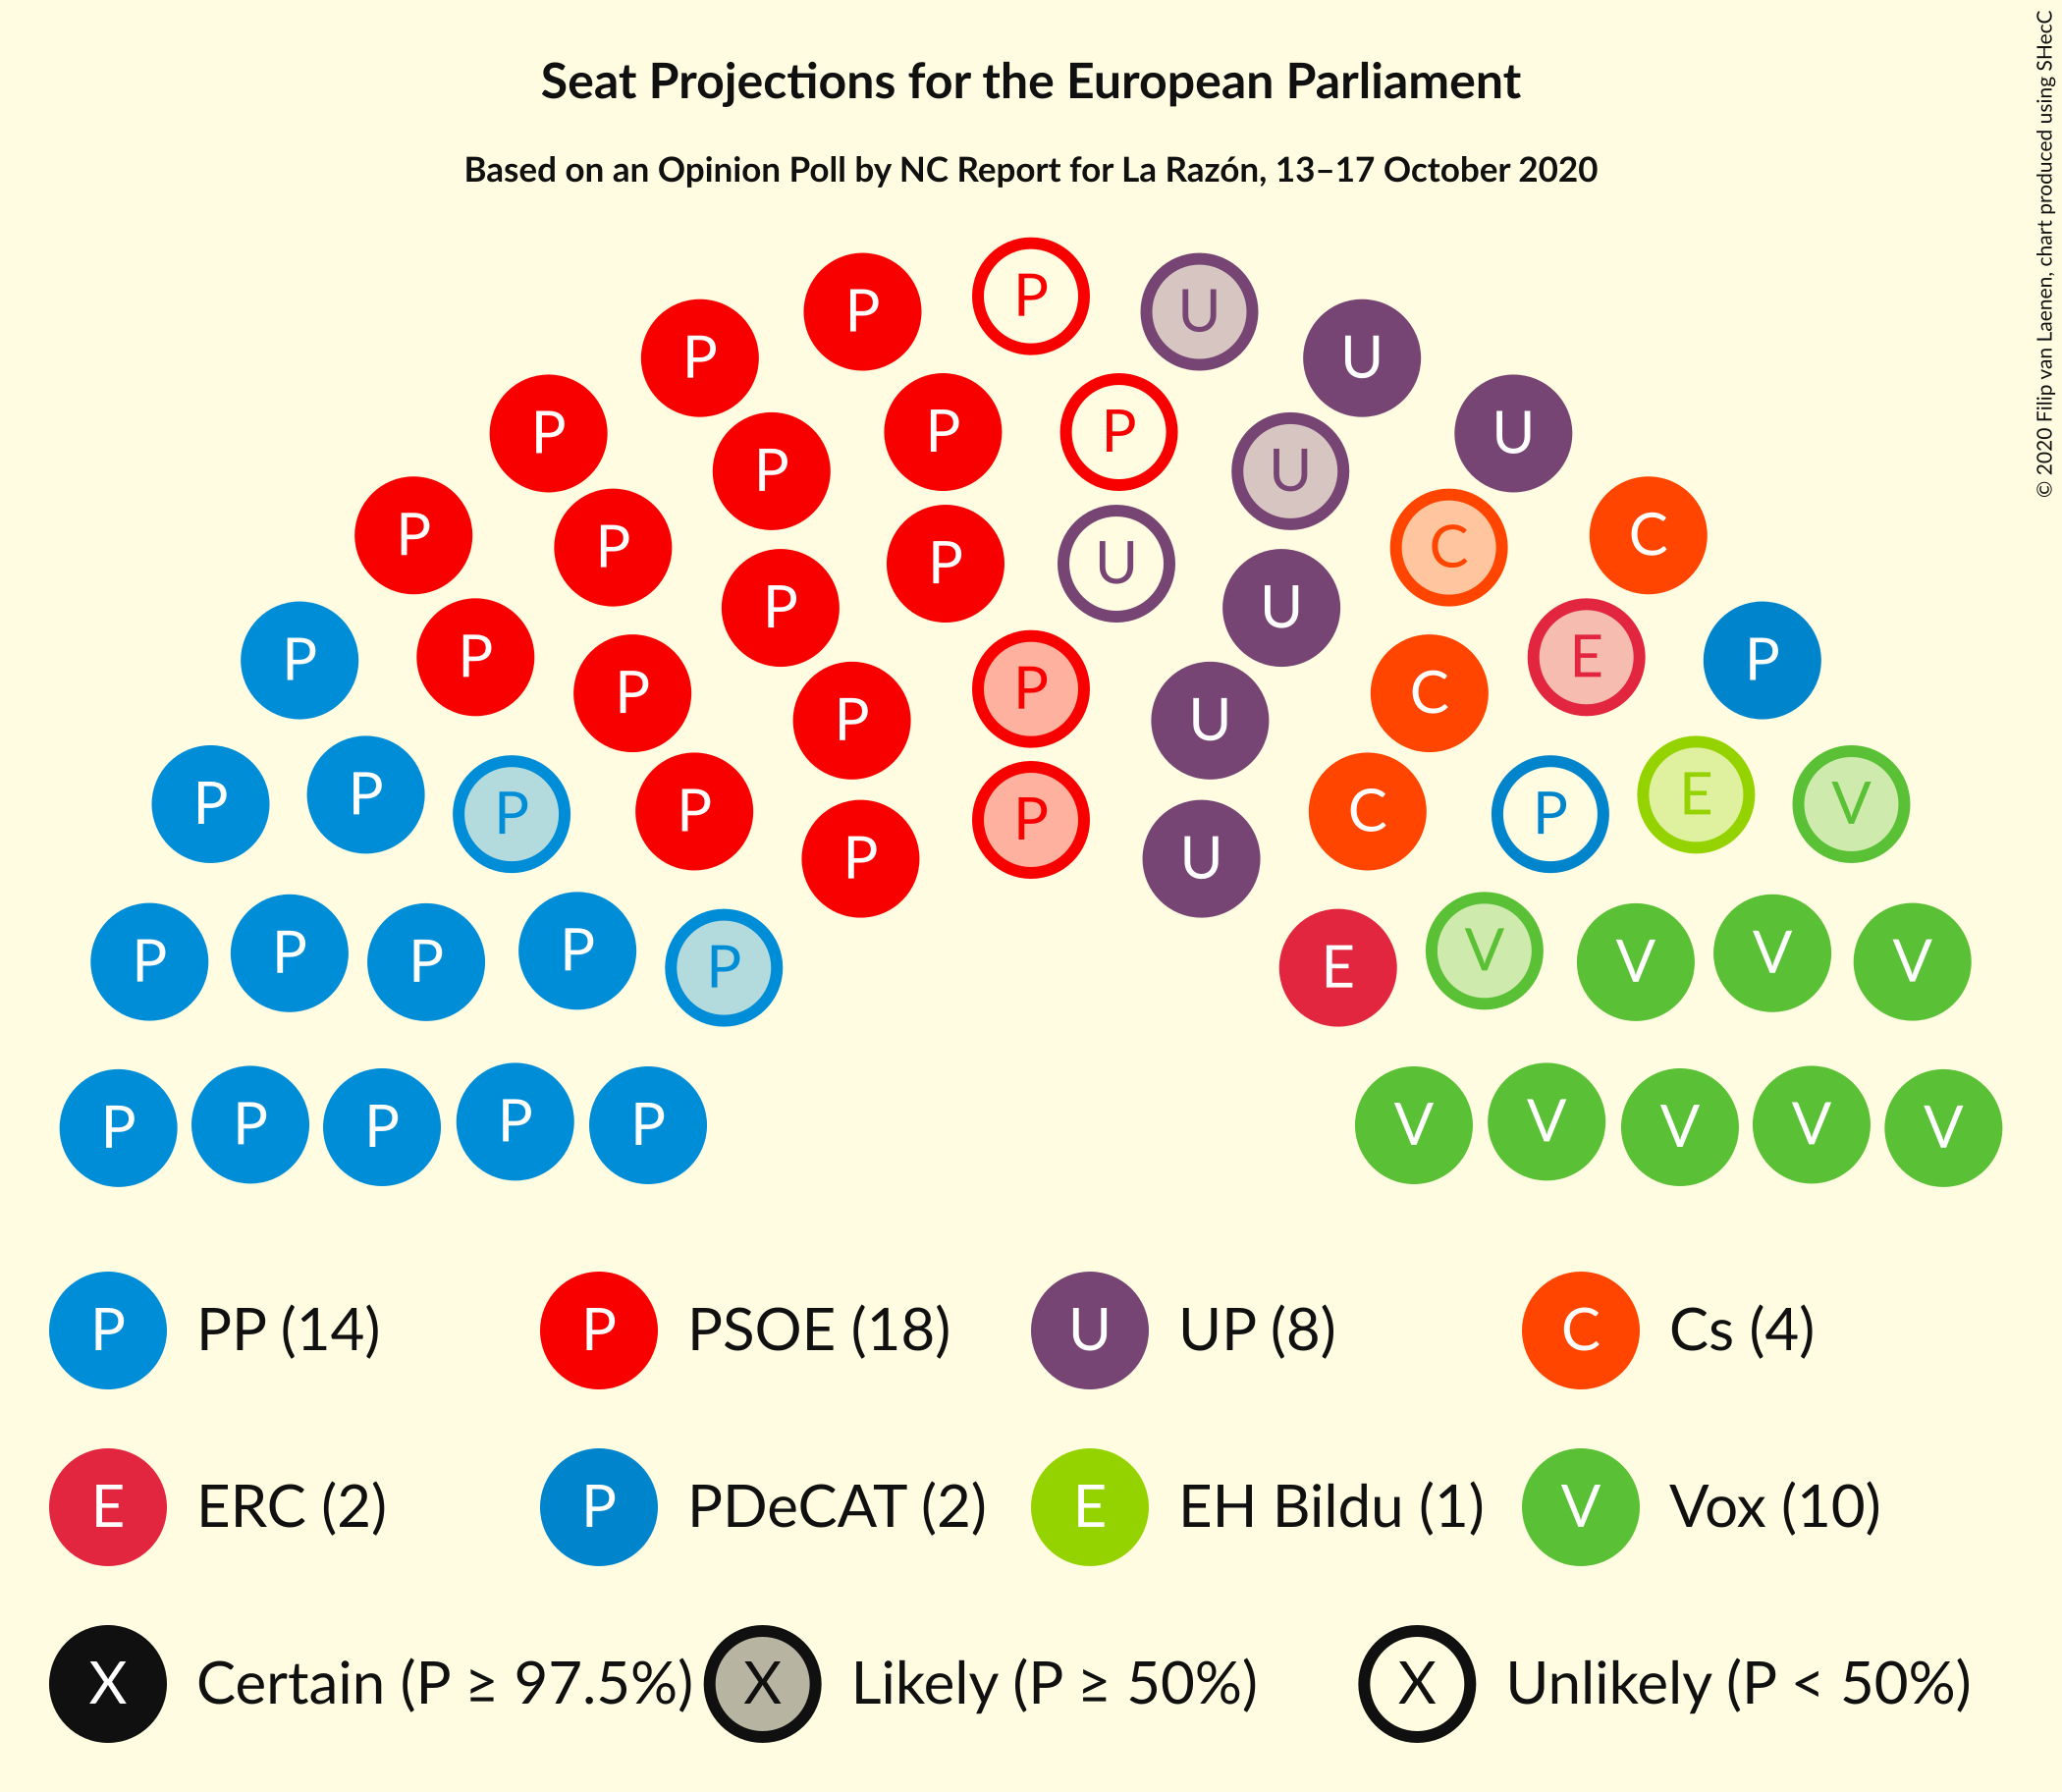 Seat Projections for the European Parliament
Based on an Opinion Poll by NC Report for La Razón, 13–17 October 2020
© 2020 Filip van Laenen, chart produced using SHecC
P
P P U
P U
P P U
P U
P P U
P C C
P P U
P U
P P E P
P P U
P C
P P P P P C P E V
P P U
P P P P P E V V V V
P P P P P V V V V V
P PP (14) P PSOE (18) U UP (8) C Cs (4)
E ERC (2) P PDeCAT (2) E EH Bildu (1) V Vox (10)
X Certain (P ≥ 97.5%) X Likely (P ≥ 50%) X Unlikely (P < 50%)